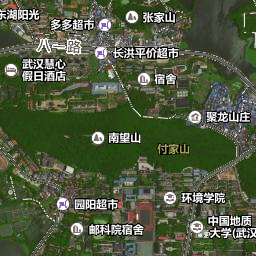 东湖阳光
张家山
多多超市
八一路
长洪平价超市
武汉慧心
假日酒店
宿舍
聚龙山庄
南望山
付家山
环境学院
园阳超市
中国地质
大学(武汉
邮科院宿舍